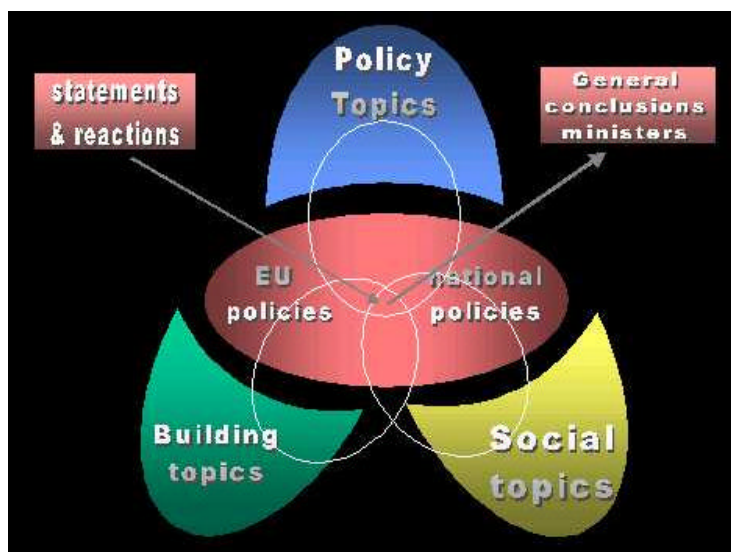 Policy
Topics
statements
& reactions
General
conclusions
ministers
EU
policies
national
policies
Building
topics
Social
topics